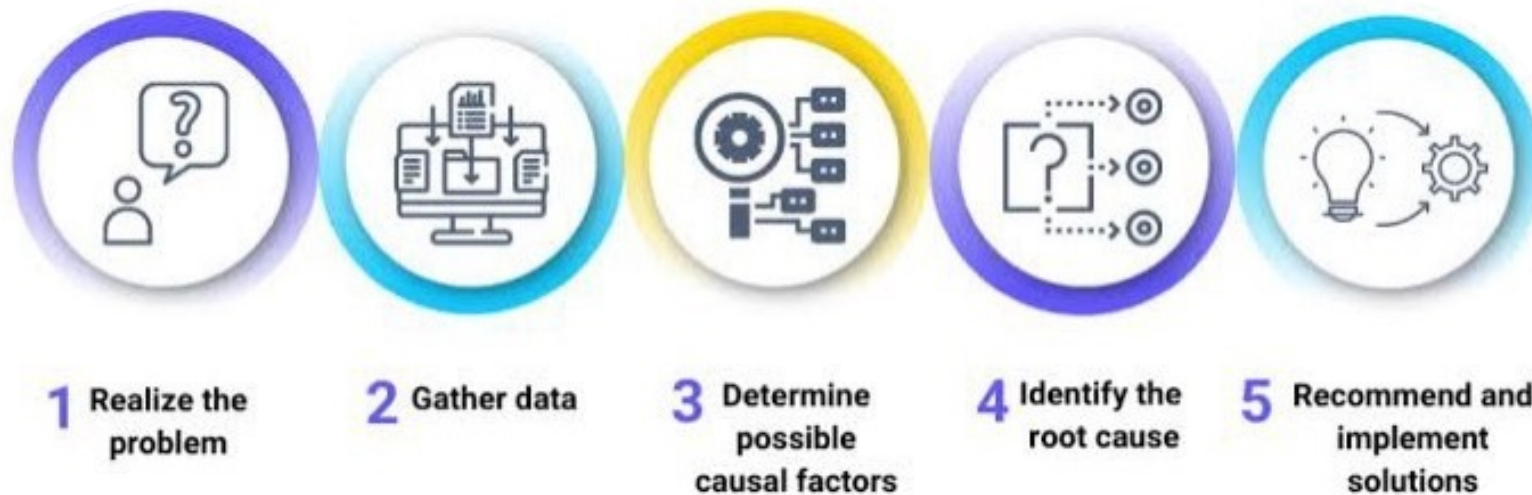 1 Realize the
problem
2 Gather data
3 Determine
possible
causal factors
4 Identify the
root cause
5 Recommend and
implement
solutions